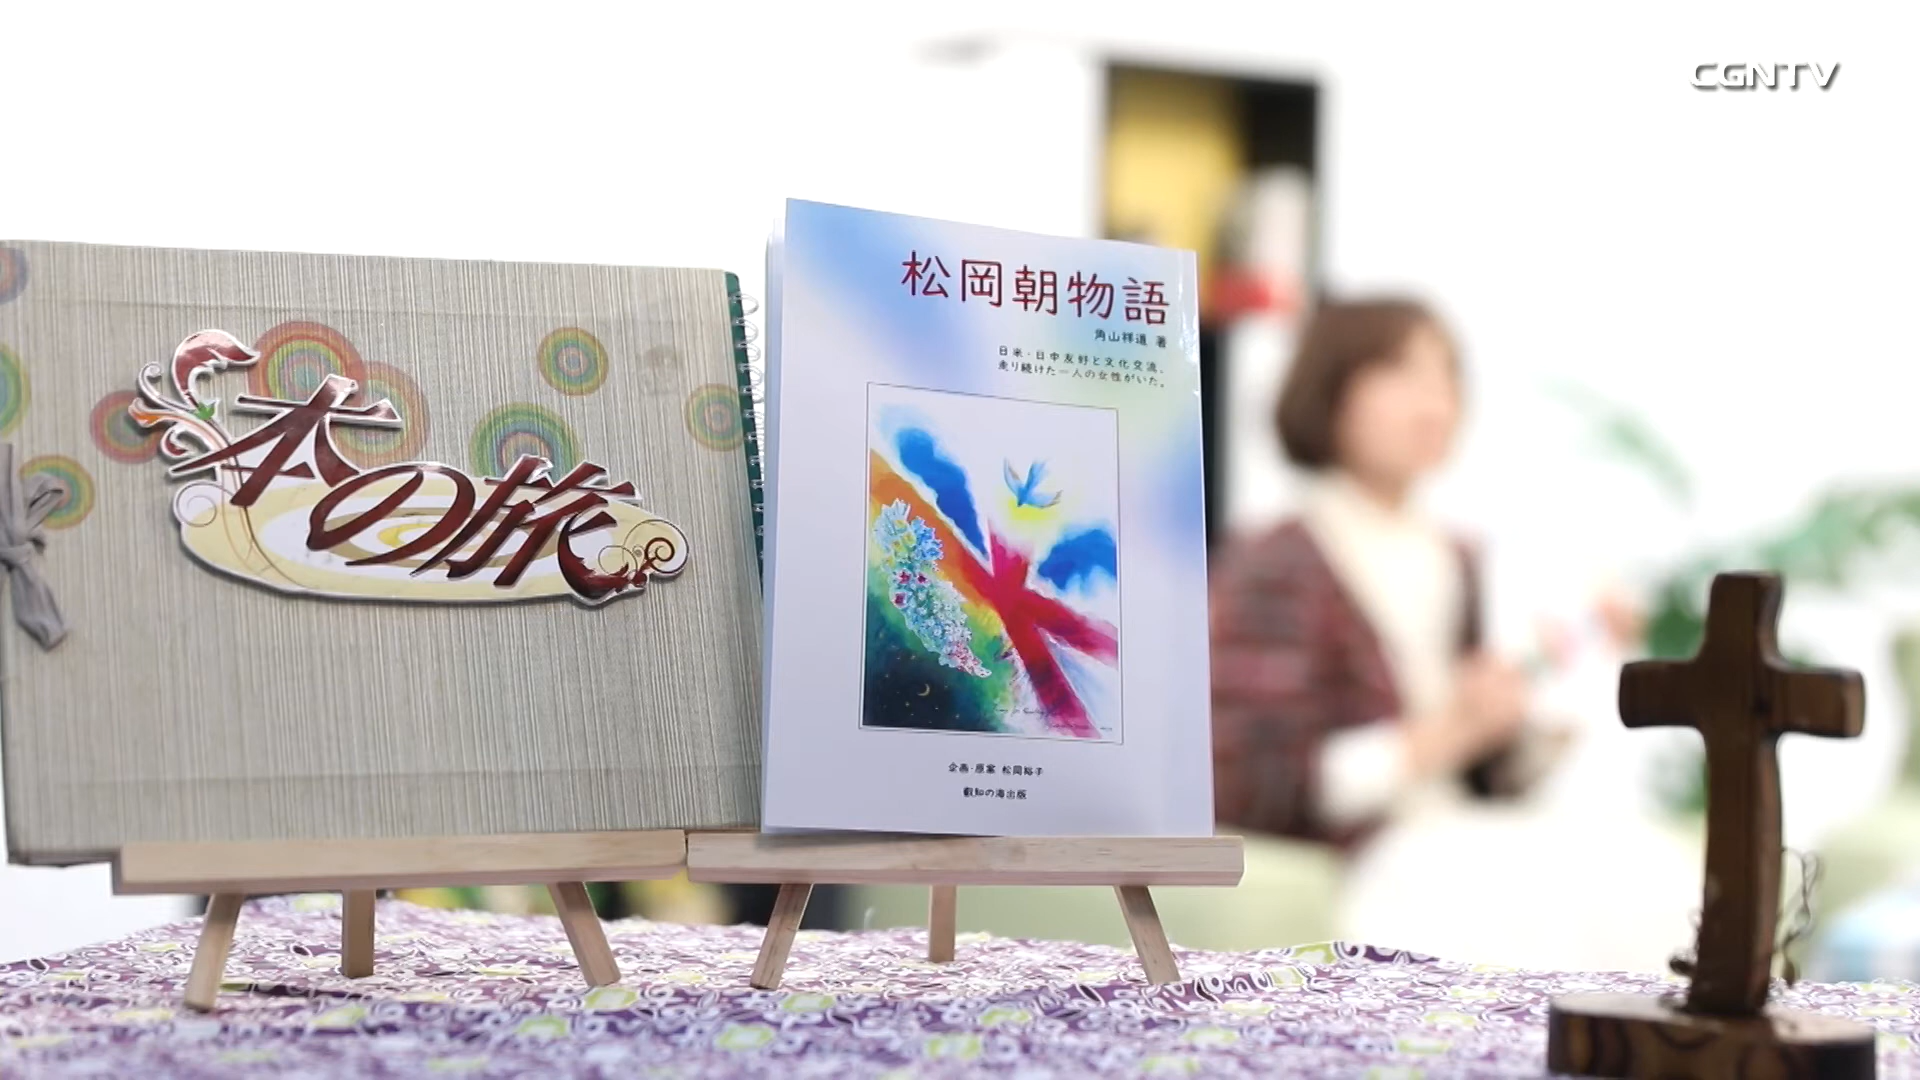 CGNTV
本の旅
松岡朝物語
角山祥道 著
日米・日中友好と文化交流、
走り続けた一人の女性がいた。
企画・原案 松岡裕子
叡知の海出版